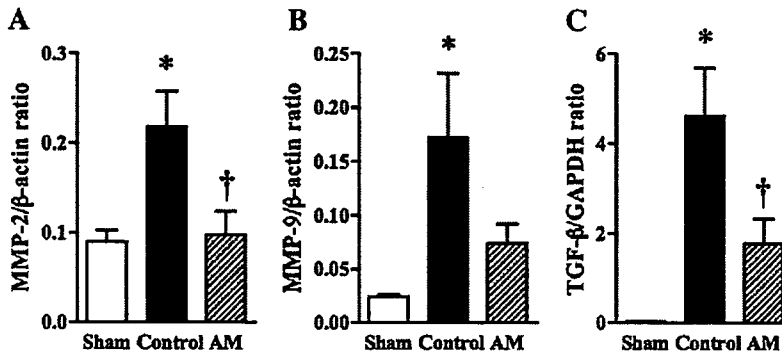 A
MMP-2/β-actin ratio
0.3
0.2
0.1
0.0
*
†
Sham Control AM
B
MMP-9/β-actin ratio
0.25
0.20
0.15
0.10
0.05
0.00
*
Sham Control AM
C
TGF-β/GAPDH ratio
6
4
2
0
*
†
Sham Control AM